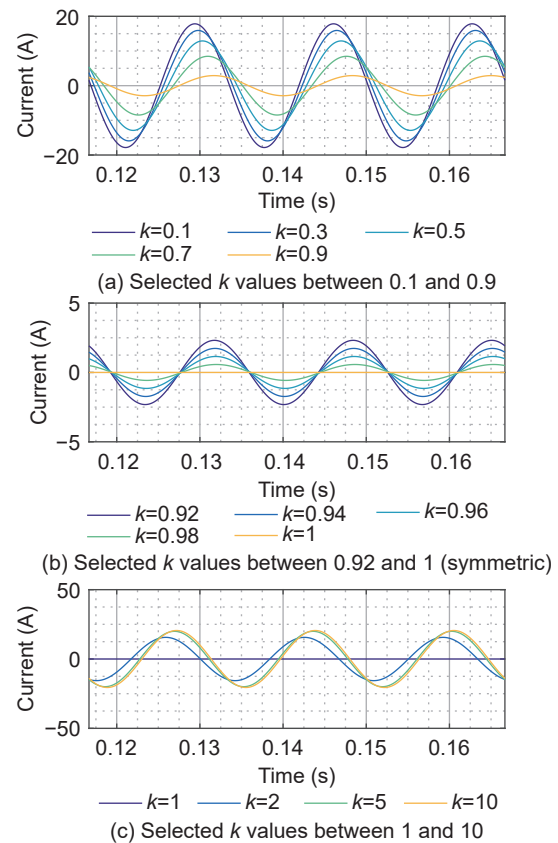 20
0
−20
Current (A)
0.12 0.13 0.14 0.15 0.16
Time (s)
k=0.1 k=0.3 k=0.5
k=0.7 k=0.9
(a) Selected k values between 0.1 and 0.9
5
0
−5
Current (A)
0.12 0.13 0.14 0.15 0.16
Time (s)
k=0.92 k=0.94 k=0.96
k=0.98 k=1
(b) Selected k values between 0.92 and 1 (symmetric)
50
0
−50
Current (A)
0.12 0.13 0.14 0.15 0.16
Time (s)
k=1 k=2 k=5 k=10
(c) Selected k values between 1 and 10